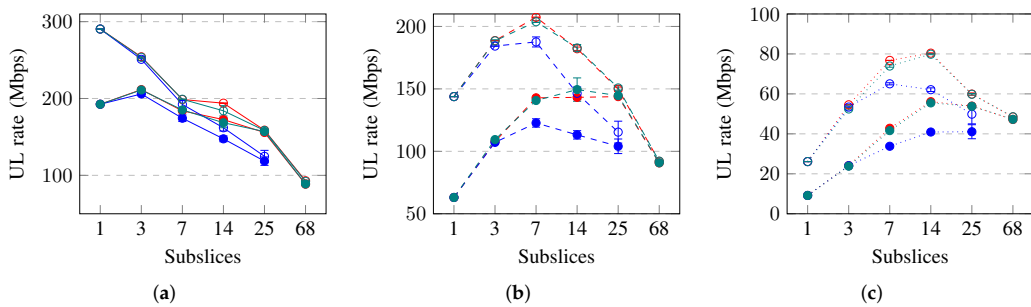 UL rate (Mbps)
300
200
100
1 3 7 14 25 68
Subslices
(a)
UL rate (Mbps)
200
150
100
50
1 3 7 14 25 68
Subslices
(b)
UL rate (Mbps)
100
80
60
40
20
0
1 3 7 14 25 68
Subslices
(c)